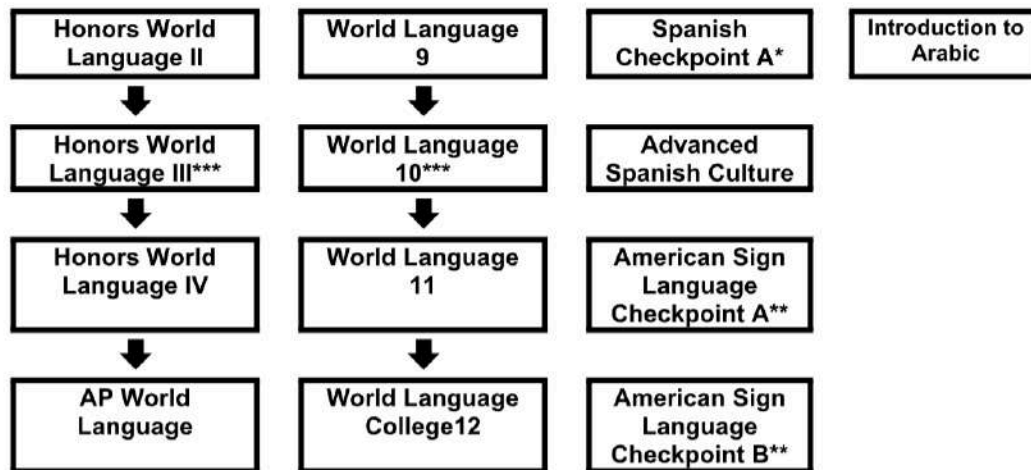 Honors World
Language II
World Language
9
Spanish
Checkpoint A*
Introduction to
Arabic
Honors World
Language III***
World Language
10***
Advanced
Spanish Culture
Honors World
Language IV
World Language
11
American Sign
Language
Checkpoint A**
AP World
Language
World Language
College12
American Sign
Language
Checkpoint B**